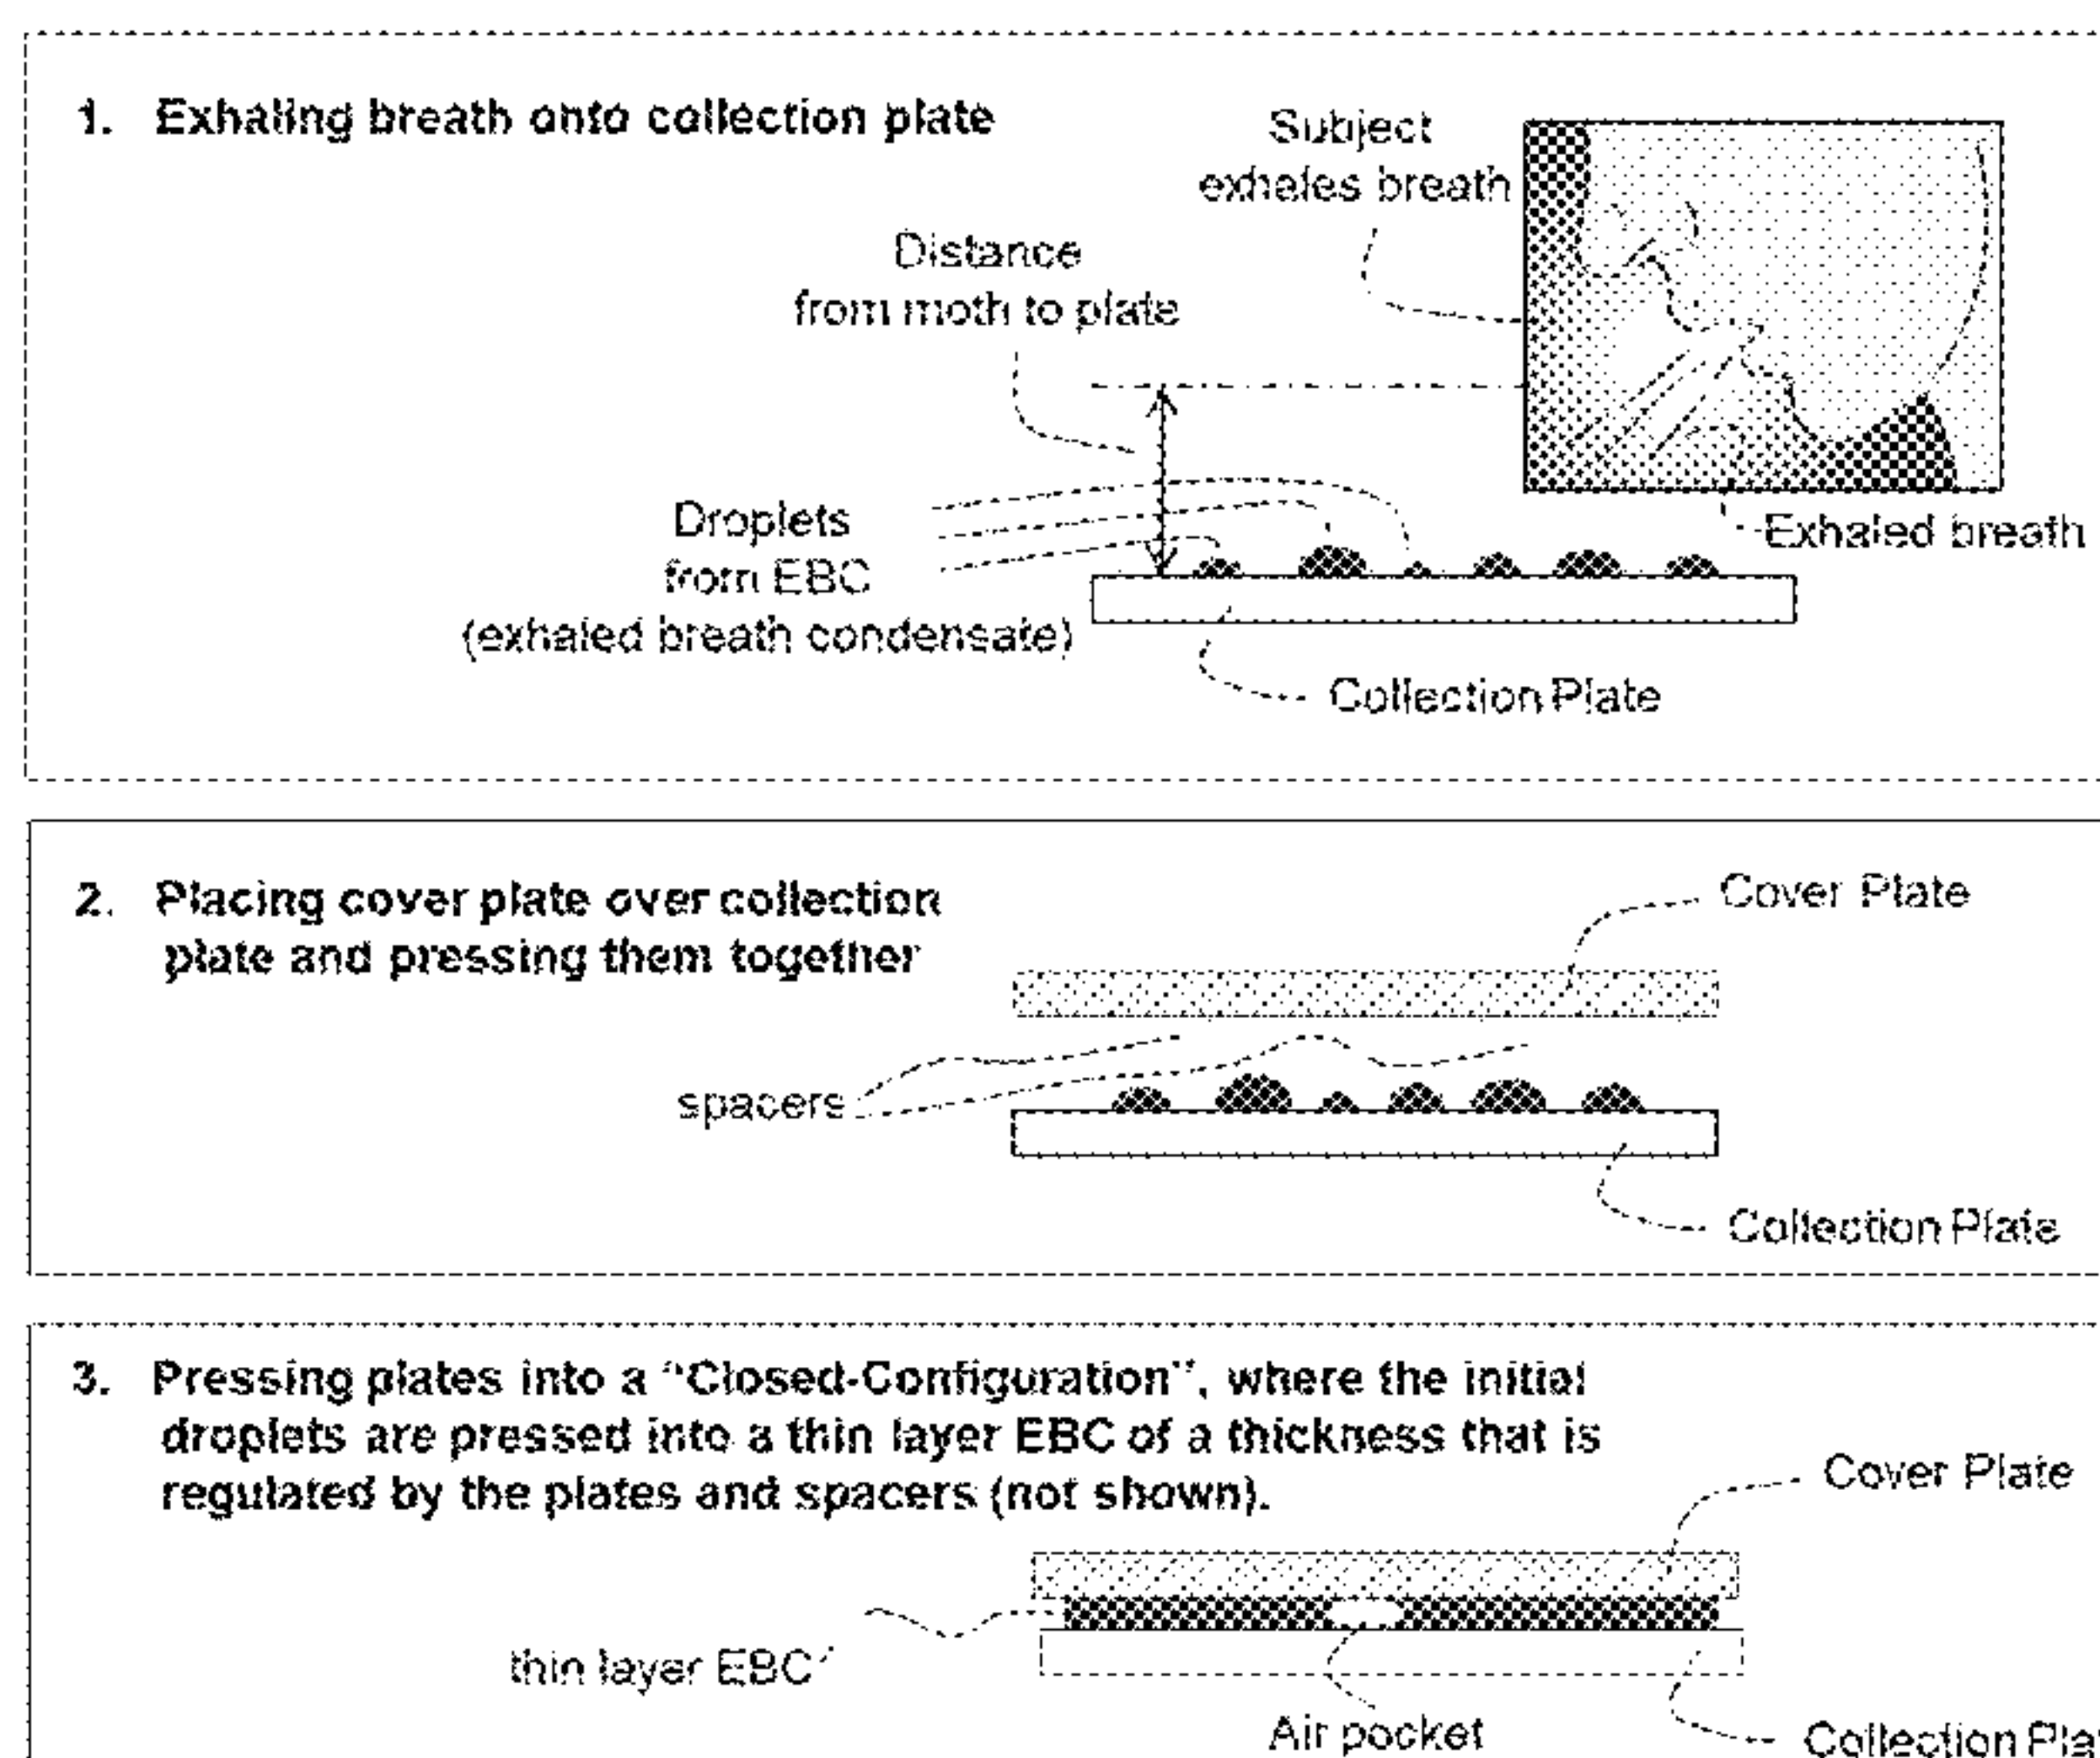 1. Exhaling breath onto collection plate
Subject
exhales breath
Distance
from moth to plate
Droplets
from EBC
(exhaled breath condensate)
Exhaled breath
Collection Plate
2. Placing cover plate over collection
plate and pressing them together
Cover Plate
spacers
Collection Plate
3. Pressing plates into a "Closed-Configuration", where the initial
droplets are pressed into a thin layer EBC of a thickness that is
regulated by the plates and spacers (not shown).
Cover Plate
thin layer EBC
Air pocket
Collection Pla